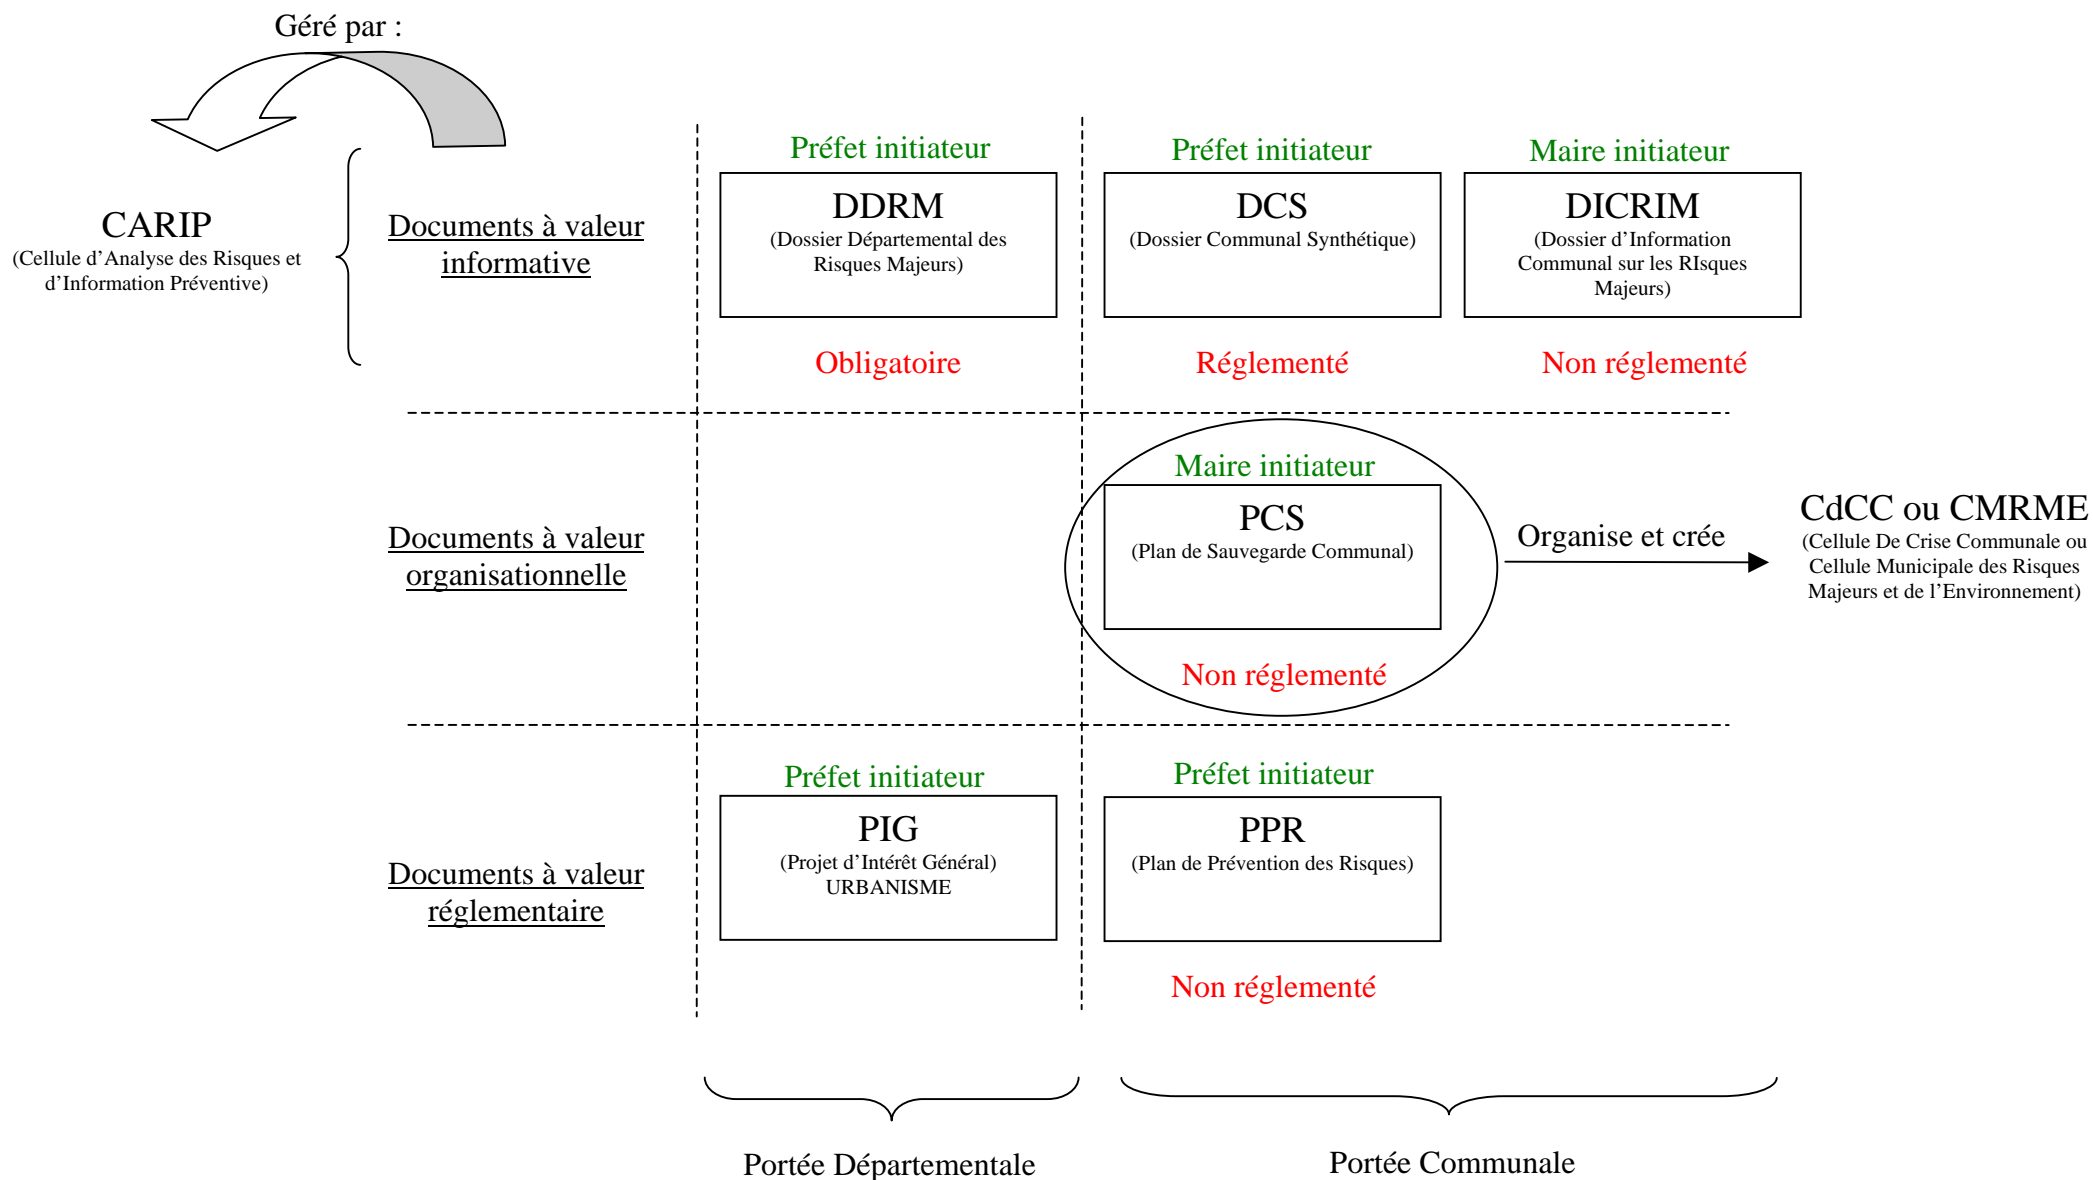 Géré par :
CARIP
(Cellule d’Analyse des Risques et
d’Information Préventive)
Documents à valeur
informative
Préfet initiateur
DDRM
(Dossier Départemental des
Risques Majeurs)
Obligatoire
Préfet initiateur
DCS
(Dossier Communal Synthétique)
Réglementé
Maire initiateur
DICRIM
(Dossier d’Information
Communal sur les RIsques
Majeurs)
Non réglementé
Documents à valeur
organisationnelle
Maire initiateur
PCS
(Plan de Sauvegarde Communal)
Non réglementé
Organise et crée
CdCC ou CMRME
(Cellule De Crise Communale ou
Cellule Municipale des Risques
Majeurs et de l’Environnement)
Documents à valeur
réglementaire
Préfet initiateur
PIG
(Projet d’Intérêt Général)
URBANISME
Préfet initiateur
PPR
(Plan de Prévention des Risques)
Non réglementé
Portée Départementale
Portée Communale